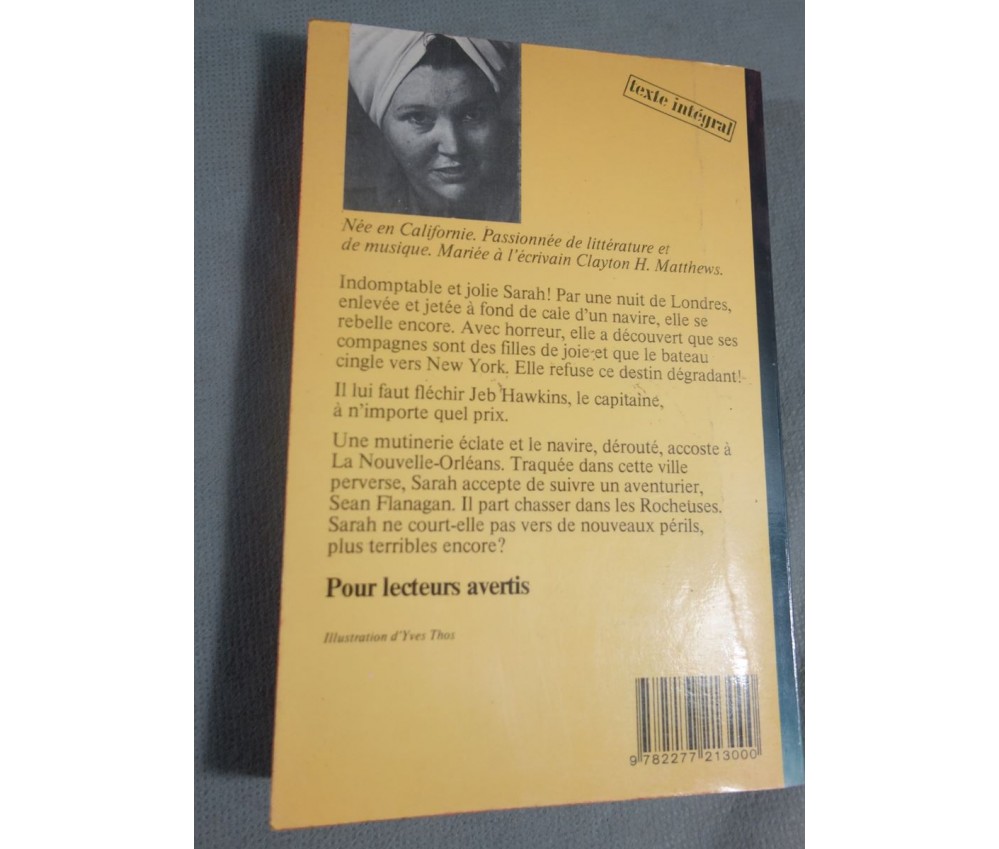 texte intégral
Née en Californie. Passionnée de littérature et
de musique. Mariée à l'écrivain Clayton H. Matthews.
Indomptable et jolie Sarah! Par une nuit de Londres,
enlevée et jetée à fond de cale d'un navire, elle se
rebelle encore. Avec horreur, elle a découvert que ses
compagnes sont des filles de joie et que le bateau
cingle vers New York. Elle refuse ce destin dégradant!
Il lui faut fléchir Jeb Hawkins, le capitaine,
à n'importe quel prix.
Une mutinerie éclate et le navire, dérouté, accoste à
La Nouvelle-Orléans. Traquée dans cette ville
perverse, Sarah accepte de suivre un aventurier,
Sean Flanagan. Il part chasser dans les Rocheuses.
Sarah ne court-elle pas vers de nouveaux périls,
plus terribles encore?
Pour lecteurs avertis
Illustration d'Yves Thos
9 782277 213000